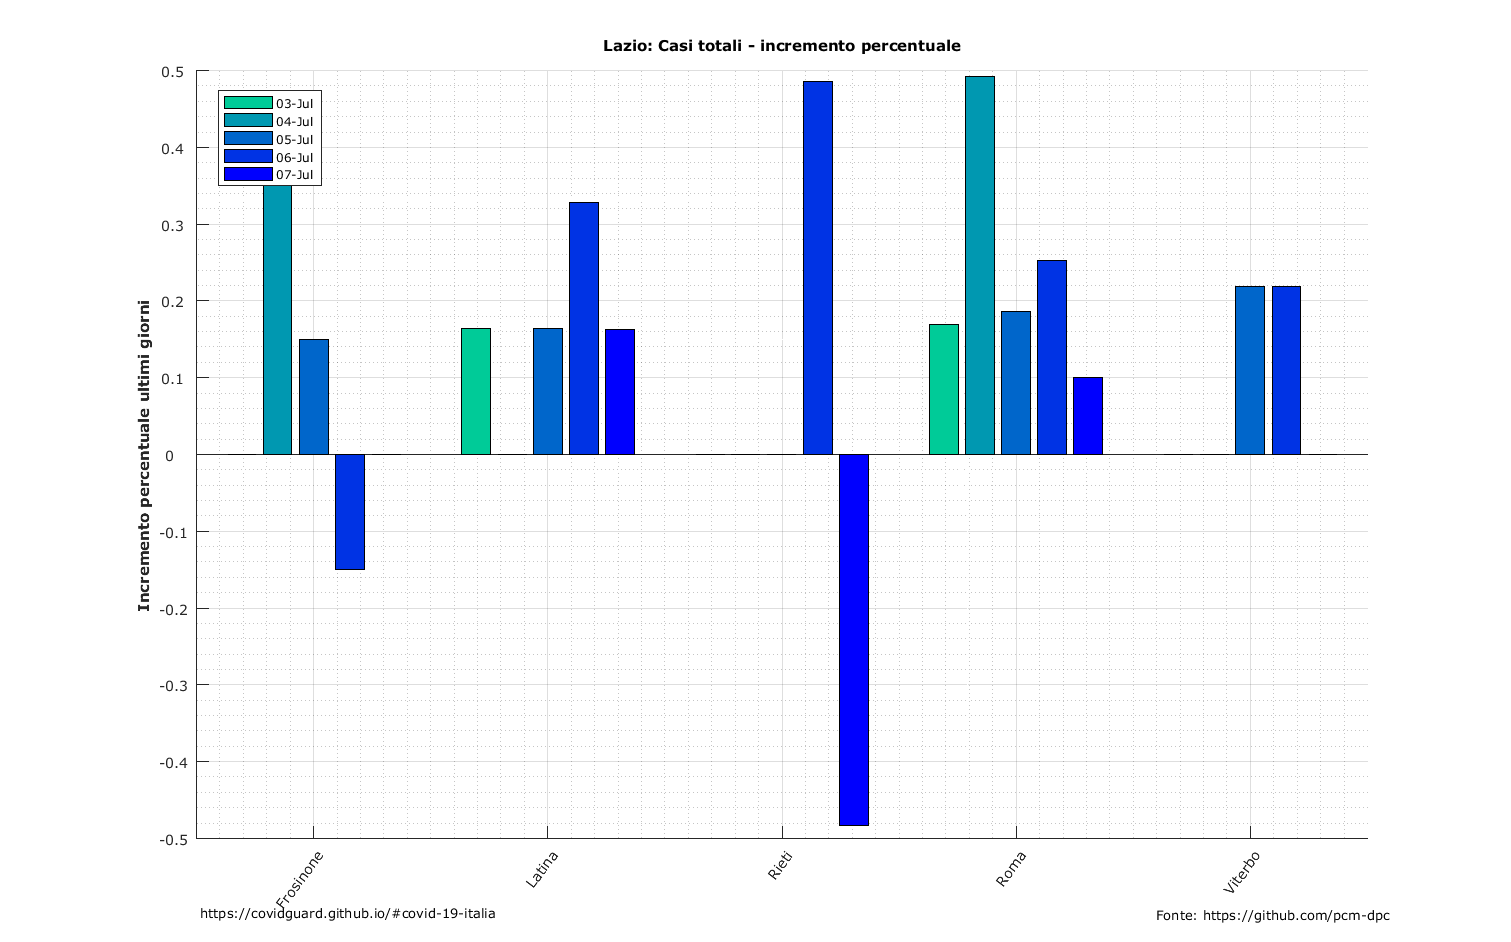 Lazio: Casi totali - incremento percentuale
Incremento percentuale ultimi giorni
0.5
0.4
0.3
0.2
0.1
0
-0.1
-0.2
-0.3
-0.4
-0.5
03-Jul
04-Jul
05-Jul
06-Jul
07-Jul
Frosinone
Latina
Rieti
Roma
Viterbo
https://covidguard.github.io/#covid-19-italia
Fonte: https://github.com/pcm-dpc